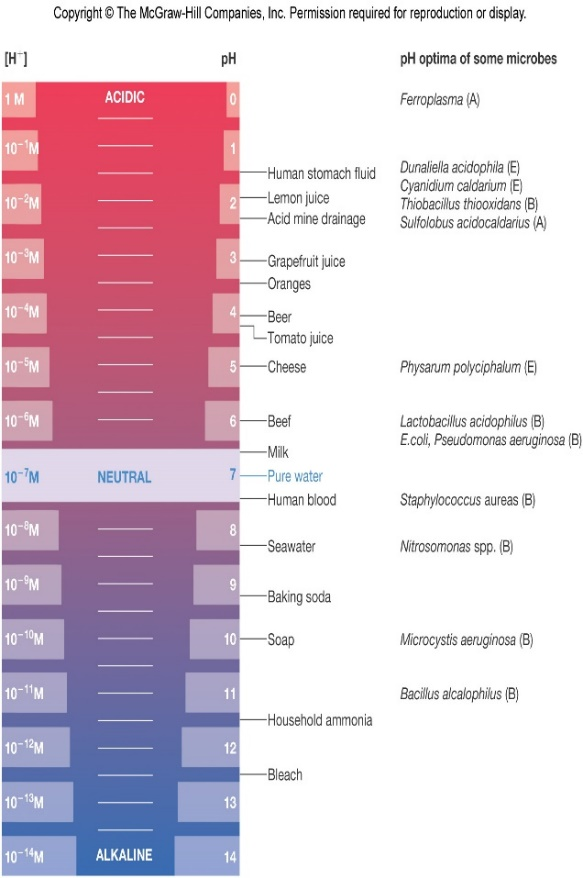 Copyright © The McGraw-Hill Companies, Inc. Permission required for reproduction or display.
[H⁺] pH pH optima of some microbes
1 M ACIDIC 0 Ferroplasma (A)
10⁻¹M 1
Human stomach fluid Dunaliella acidophila (E)
Cyanidium caldarium (E)
10⁻²M 2 Lemon juice Thiobacillus thiooxidans (B)
Acid mine drainage Sulfolobus acidocaldarius (A)
10⁻³M 3 Grapefruit juice
Oranges
10⁻⁴M 4 Beer
Tomato juice
10⁻⁵M 5 Cheese Physarum polyciphalum (E)
10⁻⁶M 6 Beef Lactobacillus acidophilus (B)
E.coli, Pseudomonas aeruginosa (B)
Milk
10⁻⁷M NEUTRAL 7 Pure water
Human blood Staphylococcus aureas (B)
10⁻⁸M 8
Seawater Nitrosomonas spp. (B)
10⁻⁹M 9
Baking soda
10⁻¹⁰M 10 Soap Microcystis aeruginosa (B)
10⁻¹¹M 11 Bacillus alcalophilus (B)
Household ammonia
10⁻¹²M 12
Bleach
10⁻¹³M 13
10⁻¹⁴M ALKALINE 14